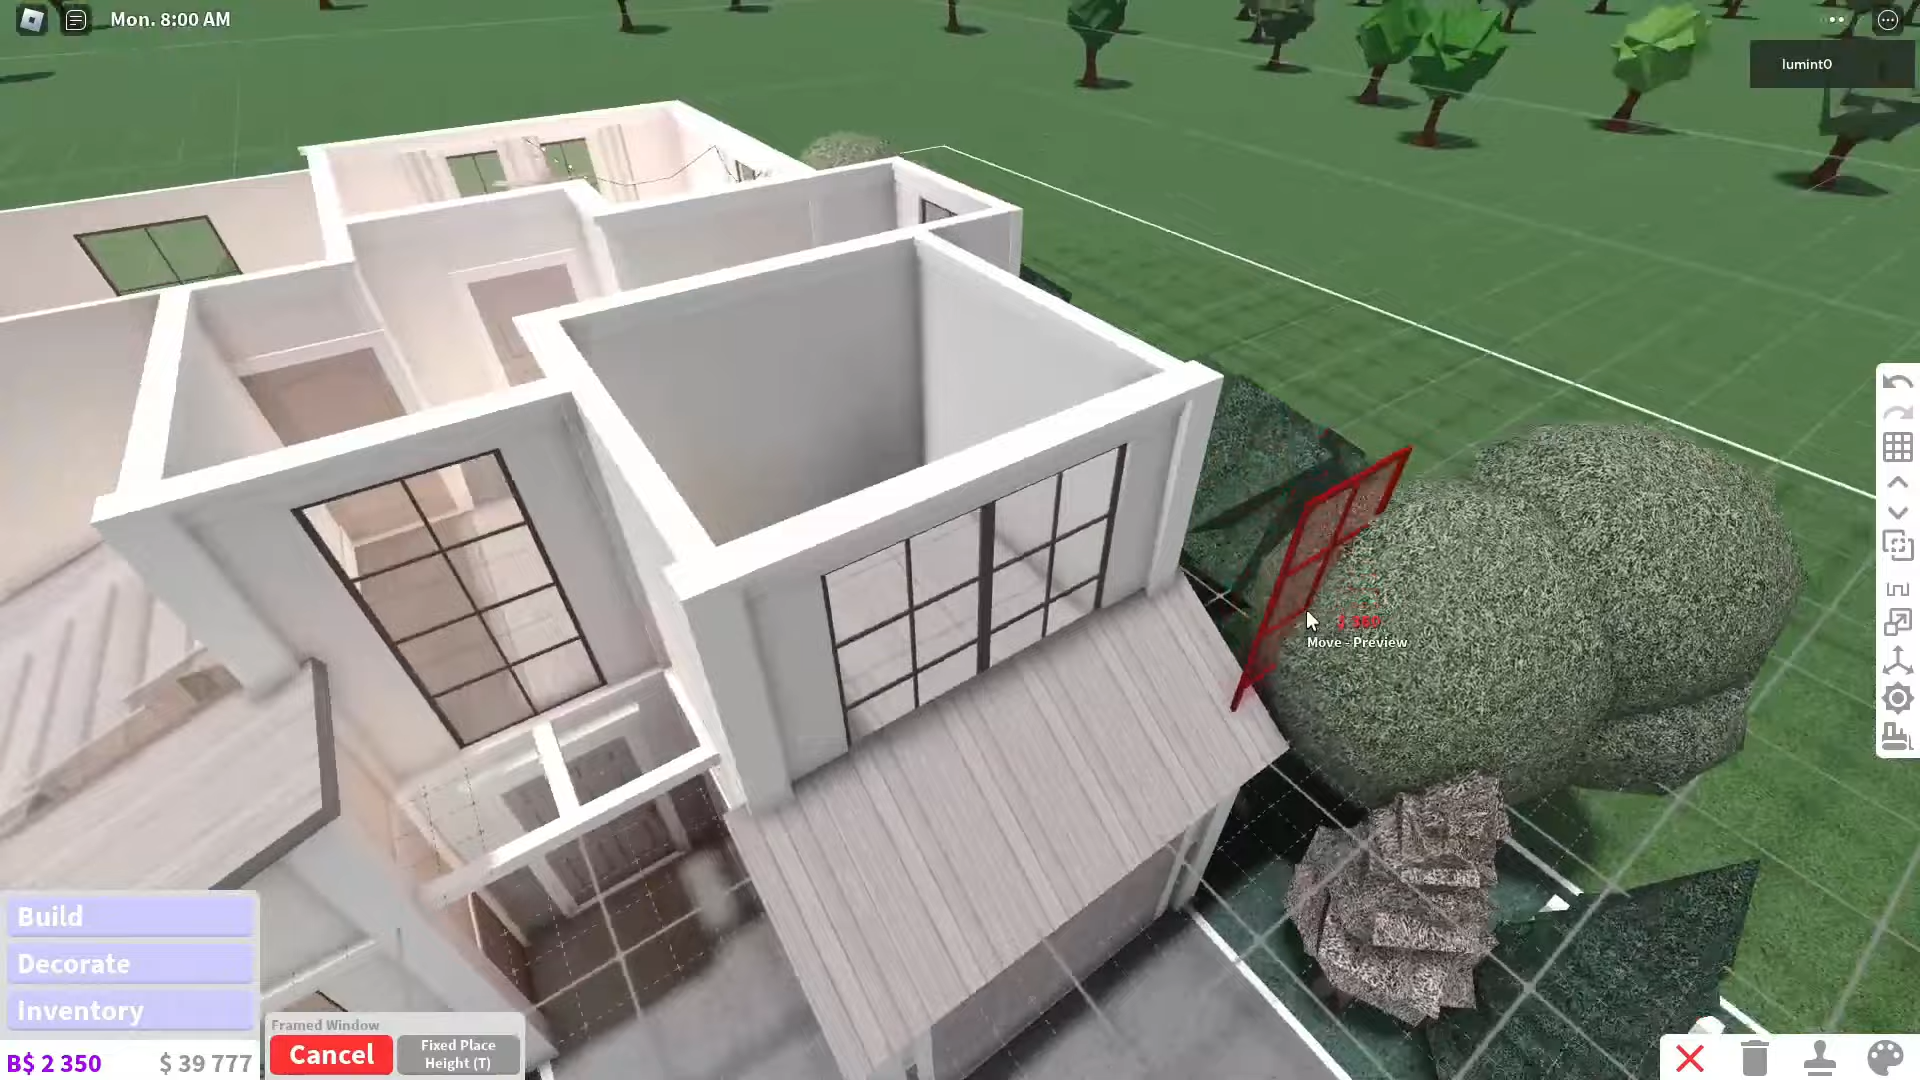 Mon. 8:00 AM
lumint0
Move - Preview
Build
Decorate
Inventory
B$ 2 350
$ 39 777
Framed Window
Cancel
Fixed Place
Height (T)